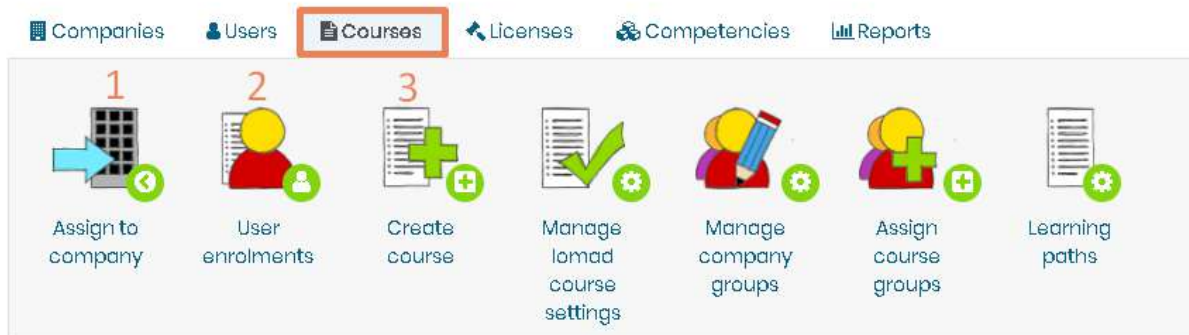 Companies Users Courses Licenses Competencies Reports
1 2 3
Assign to User Create Manage Manage Assign Learning
company enrolments course Iomad company course paths
course groups groups
settings